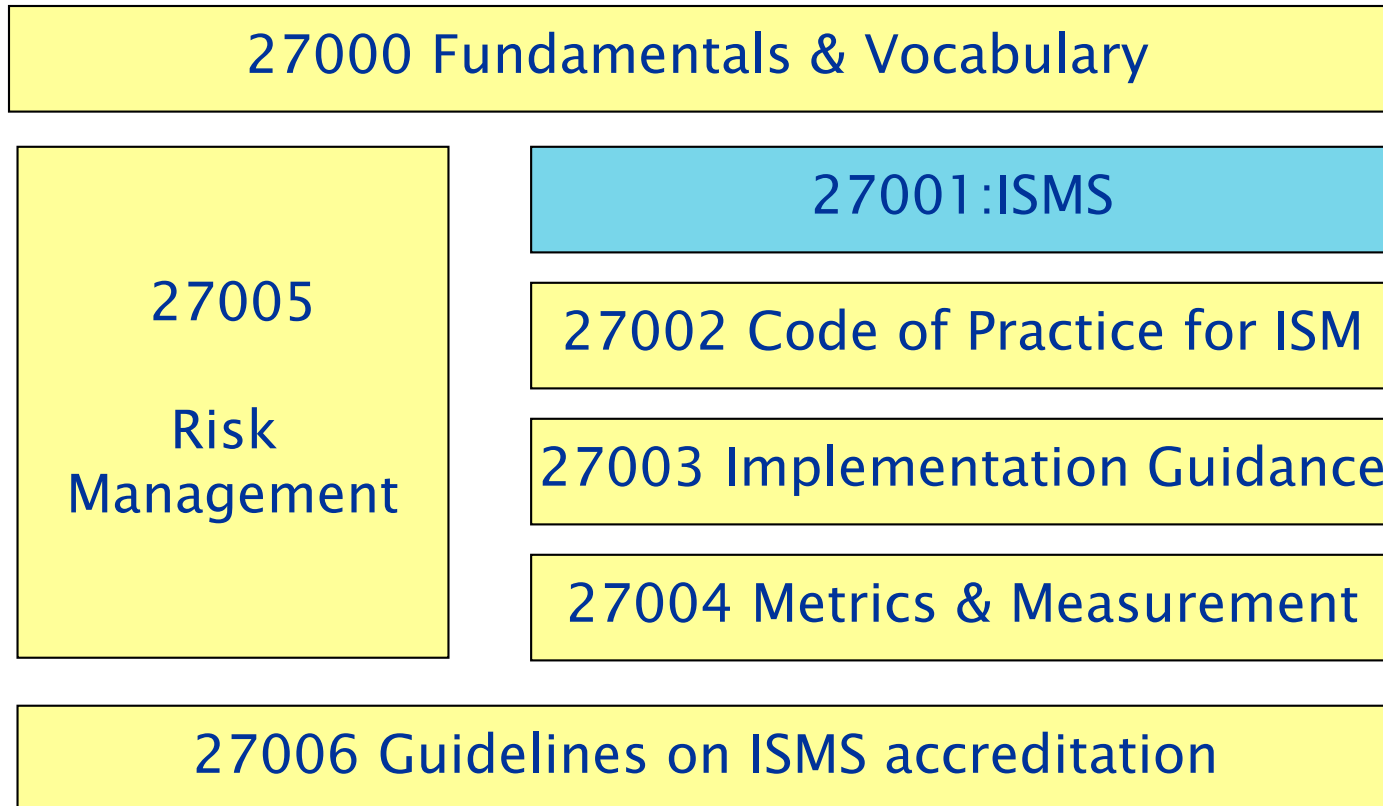 27000 Fundamentals & Vocabulary
27005
Risk
Management
27001:ISMS
27002 Code of Practice for ISM
27003 Implementation Guidance
27004 Metrics & Measurement
27006 Guidelines on ISMS accreditation